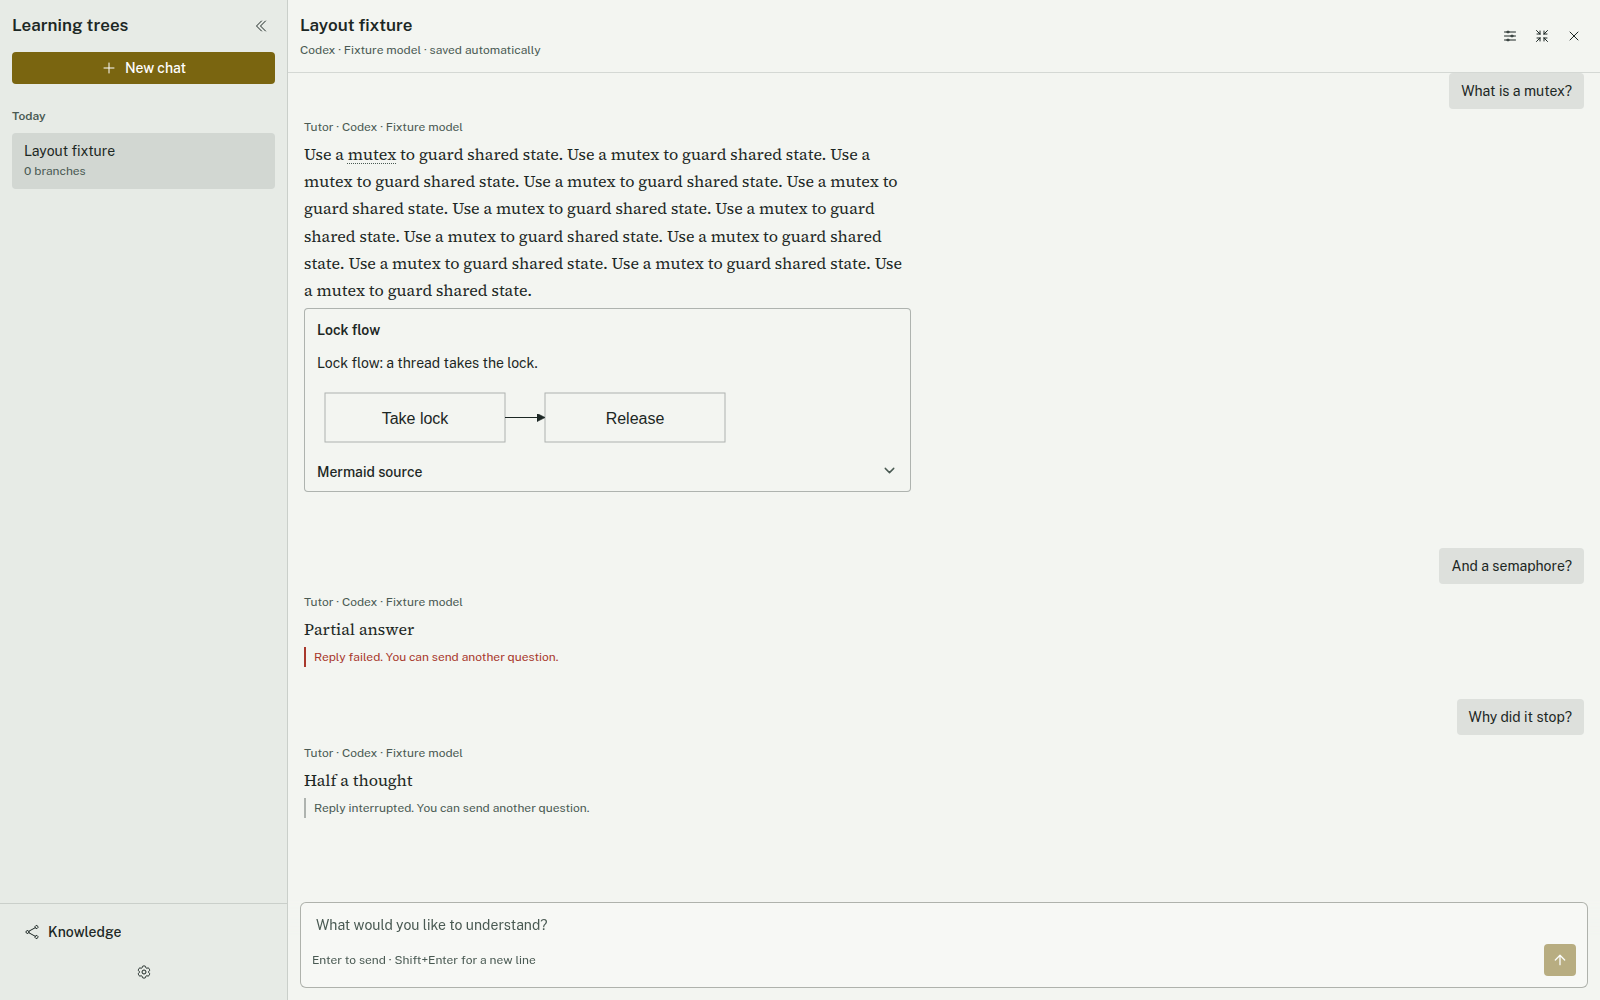 Learning trees
New chat
Today
Layout fixture
0 branches
Knowledge
Layout fixture
Codex · Fixture model · saved automatically
What is a mutex?
Tutor · Codex · Fixture model
Use a mutex to guard shared state. Use a mutex to guard shared state. Use a
mutex to guard shared state. Use a mutex to guard shared state. Use a mutex to
guard shared state. Use a mutex to guard shared state. Use a mutex to guard
shared state. Use a mutex to guard shared state. Use a mutex to guard shared
state. Use a mutex to guard shared state. Use a mutex to guard shared state. Use
a mutex to guard shared state.
Lock flow
Lock flow: a thread takes the lock.
Take lock
Release
Mermaid source
And a semaphore?
Tutor · Codex · Fixture model
Partial answer
Reply failed. You can send another question.
Why did it stop?
Tutor · Codex · Fixture model
Half a thought
Reply interrupted. You can send another question.
What would you like to understand?
Enter to send · Shift+Enter for a new line